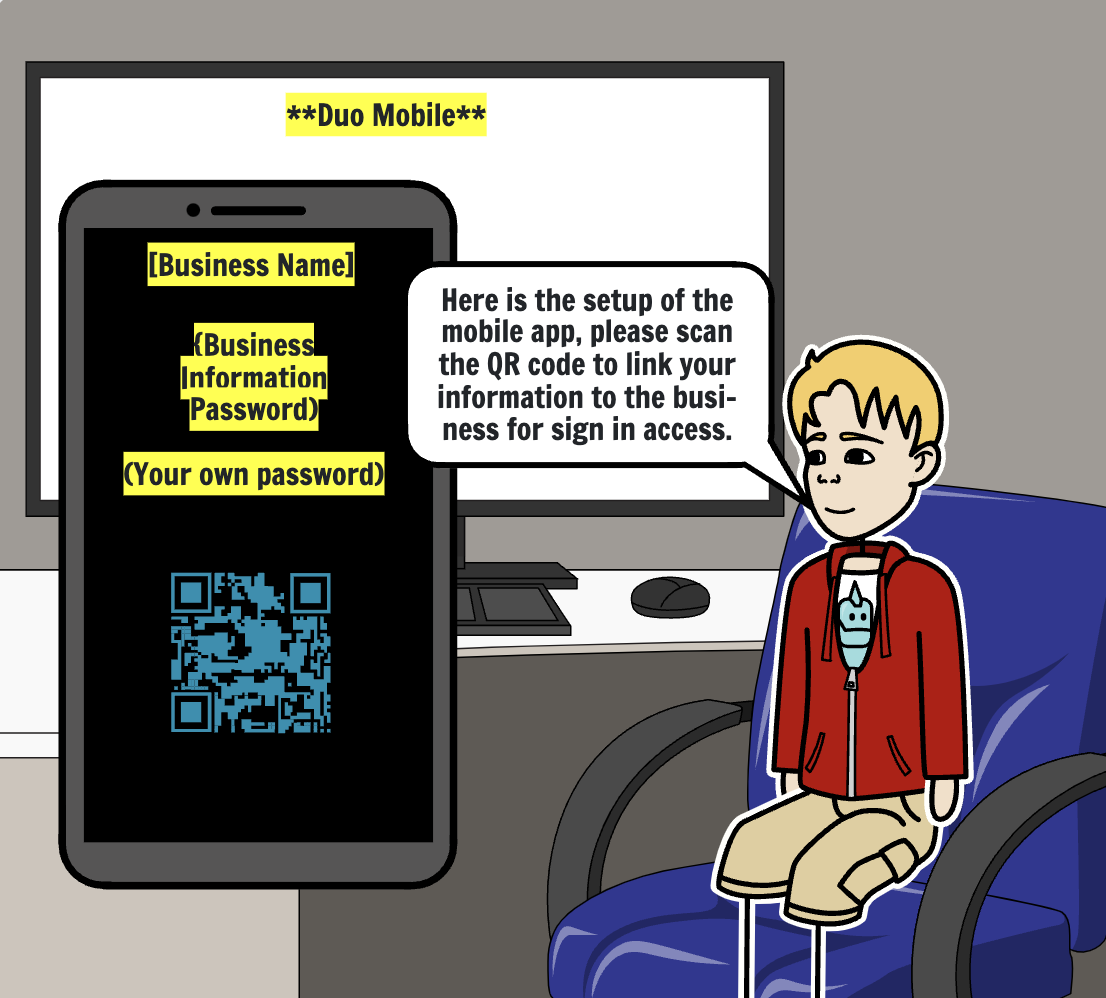 **Duo Mobile**
[Business Name]
(Business
Information
Password)
(Your own password)
Here is the setup of the
mobile app, please scan
the QR code to link your
information to the busi-
ness for sign in access.